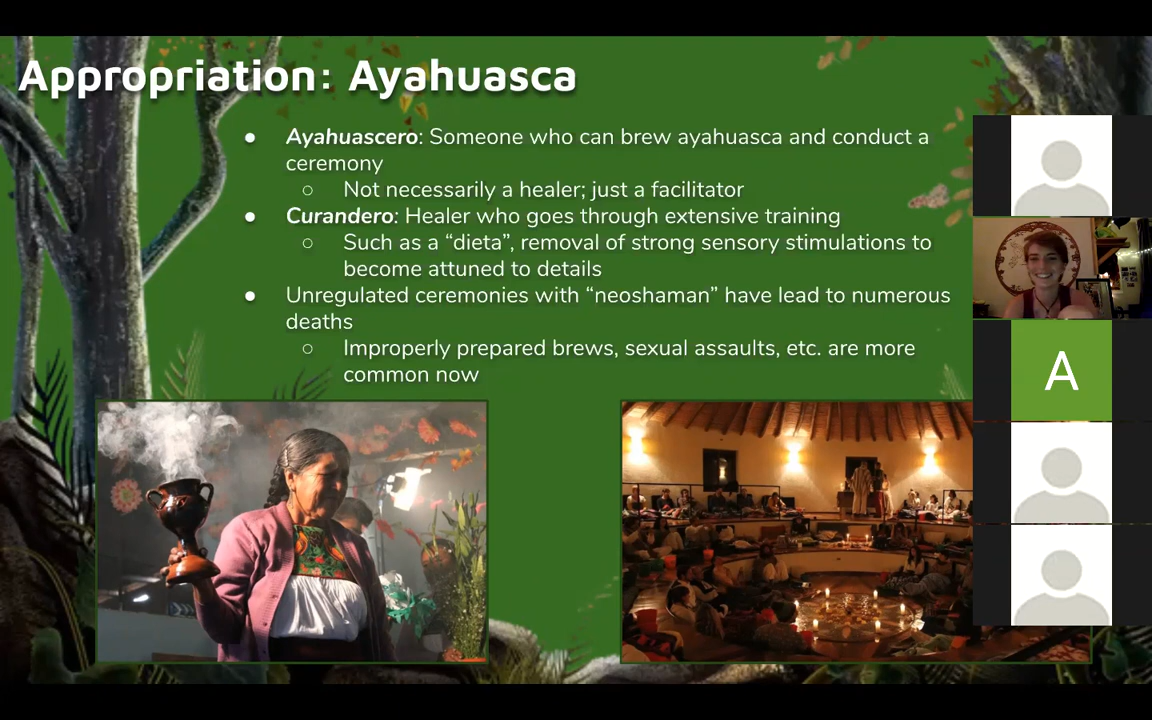 Appropriation: Ayahuasca
● Ayahuascero: Someone who can brew ayahuasca and conduct a
ceremony
○ Not necessarily a healer; just a facilitator
● Curandero: Healer who goes through extensive training
○ Such as a “dieta”, removal of strong sensory stimulations to
become attuned to details
● Unregulated ceremonies with “neoshaman” have lead to numerous
deaths
○ Improperly prepared brews, sexual assaults, etc. are more
common now
A